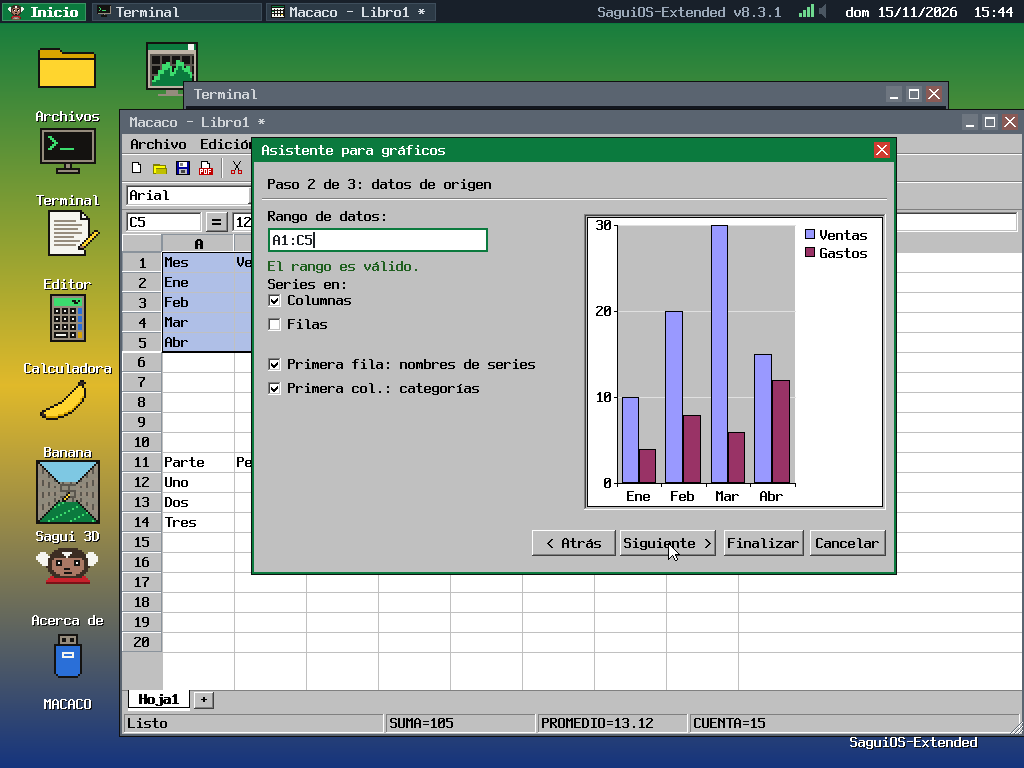 Inicio Terminal Macaco - Libro1 * SaguiOS-Extended v8.3.1 dom 15/11/2026 15:44
Archivos
Terminal
Editor
Calculadora
Banana
Sagui 3D
Acerca de
MACACO
Terminal
Macaco - Libro1 *
Archivo Edición
PDF
Arial
C5 = 12
A
1 Mes Ve
2 Ene
3 Feb
4 Mar
5 Abr
6
7
8
9
10
11 Parte Pe
12 Uno
13 Dos
14 Tres
15
16
17
18
19
20
Asistente para gráficos
Paso 2 de 3: datos de origen
Rango de datos:
A1:C5
El rango es válido.
Series en:
Columnas
Filas
Primera fila: nombres de series
Primera col.: categorías
30
20
10
0
Ene Feb Mar Abr
Ventas
Gastos
< Atrás Siguiente > Finalizar Cancelar
Hoja1 +
Listo SUMA=105 PROMEDIO=13.12 CUENTA=15
SaguiOS-Extended